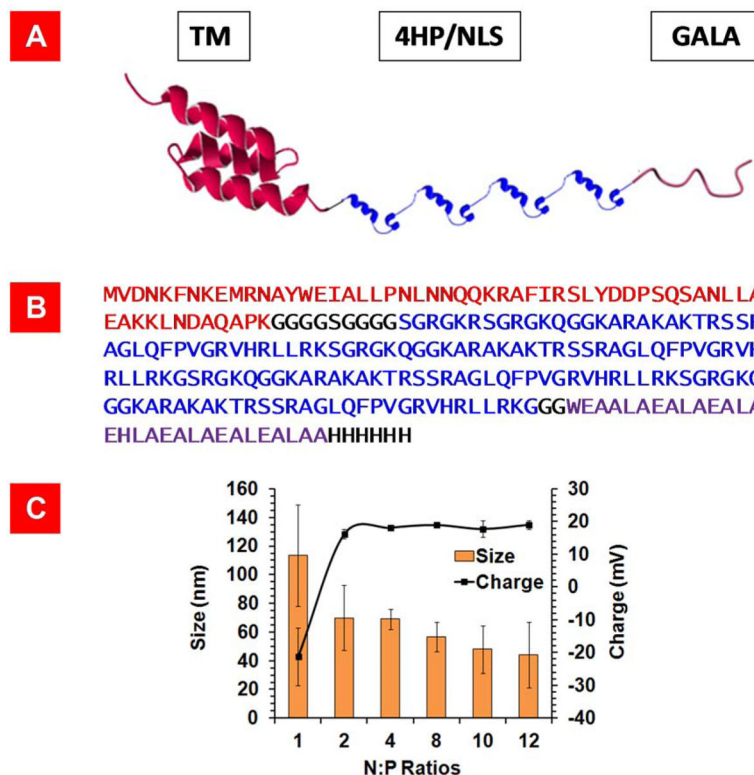 A
TM
4HP/NLS
GALA
B
MVDNKFNKEMRNAYWEIALLPNLNNQQKRAFIRSLYDDPSQSANLLA
EAKKLNDAQAPKGGGGSGGGGSGRGKRSGRGKQGGKARAKAKTRSSR
AGLQFPVGRVHRLLRKSGRGKQGGKARAKAKTRSSRAGLQFPVGRVH
RLLRKGSRGKQGGKARAKAKTRSSRAGLQFPVGRVHRLLRKSGRGKQ
GGKARAKAKTRSSRAGLQFPVGRVHRLLRKGGGWEAALAEALAEALA
EHLAEALAEALEALAAHHHHHH
C
Size (nm)
160
140
120
100
80
60
40
20
0
Size
Charge
30
20
10
0
-10
-20
-30
-40
Charge (mV)
1 2 4 8 10 12
N:P Ratios